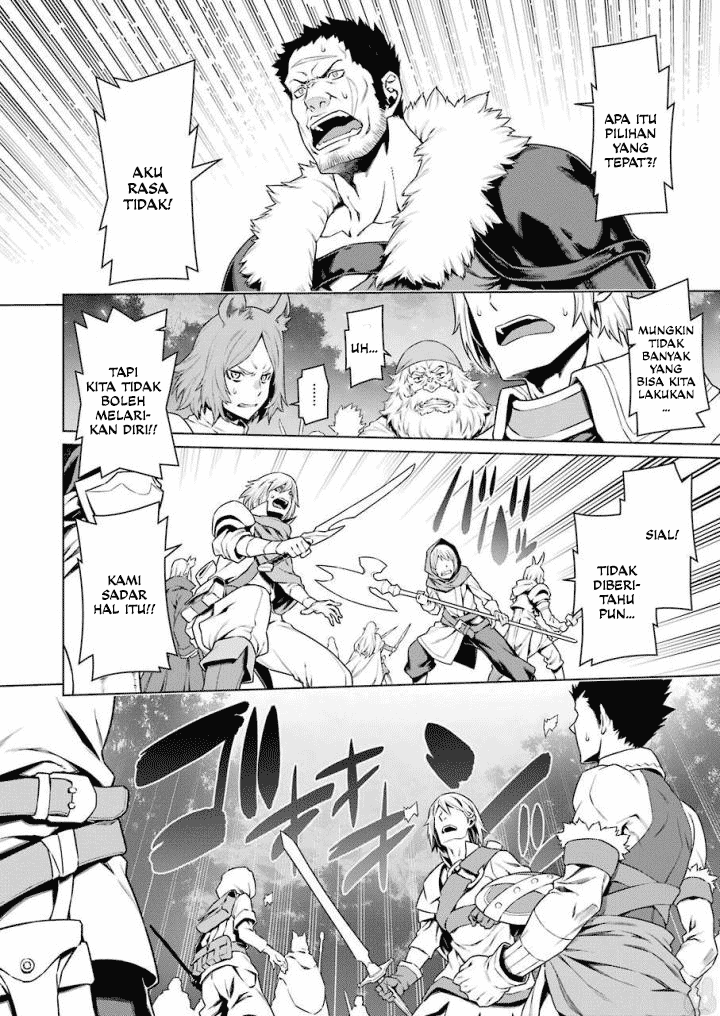 APA ITU
PILIHAN
YANG
TEPAT?!
AKU
RASA
TIDAK!
MUNGKIN
TIDAK
BANYAK
YANG
BISA KITA
LAKUKAN
...
UH...
......
TAPI
KITA TIDAK
BOLEH
MELARI-
KAN DIRI!!
SIAL!
TIDAK
DIBERI-
TAHU
PUN...
KAMI
SADAR
HAL ITU!!